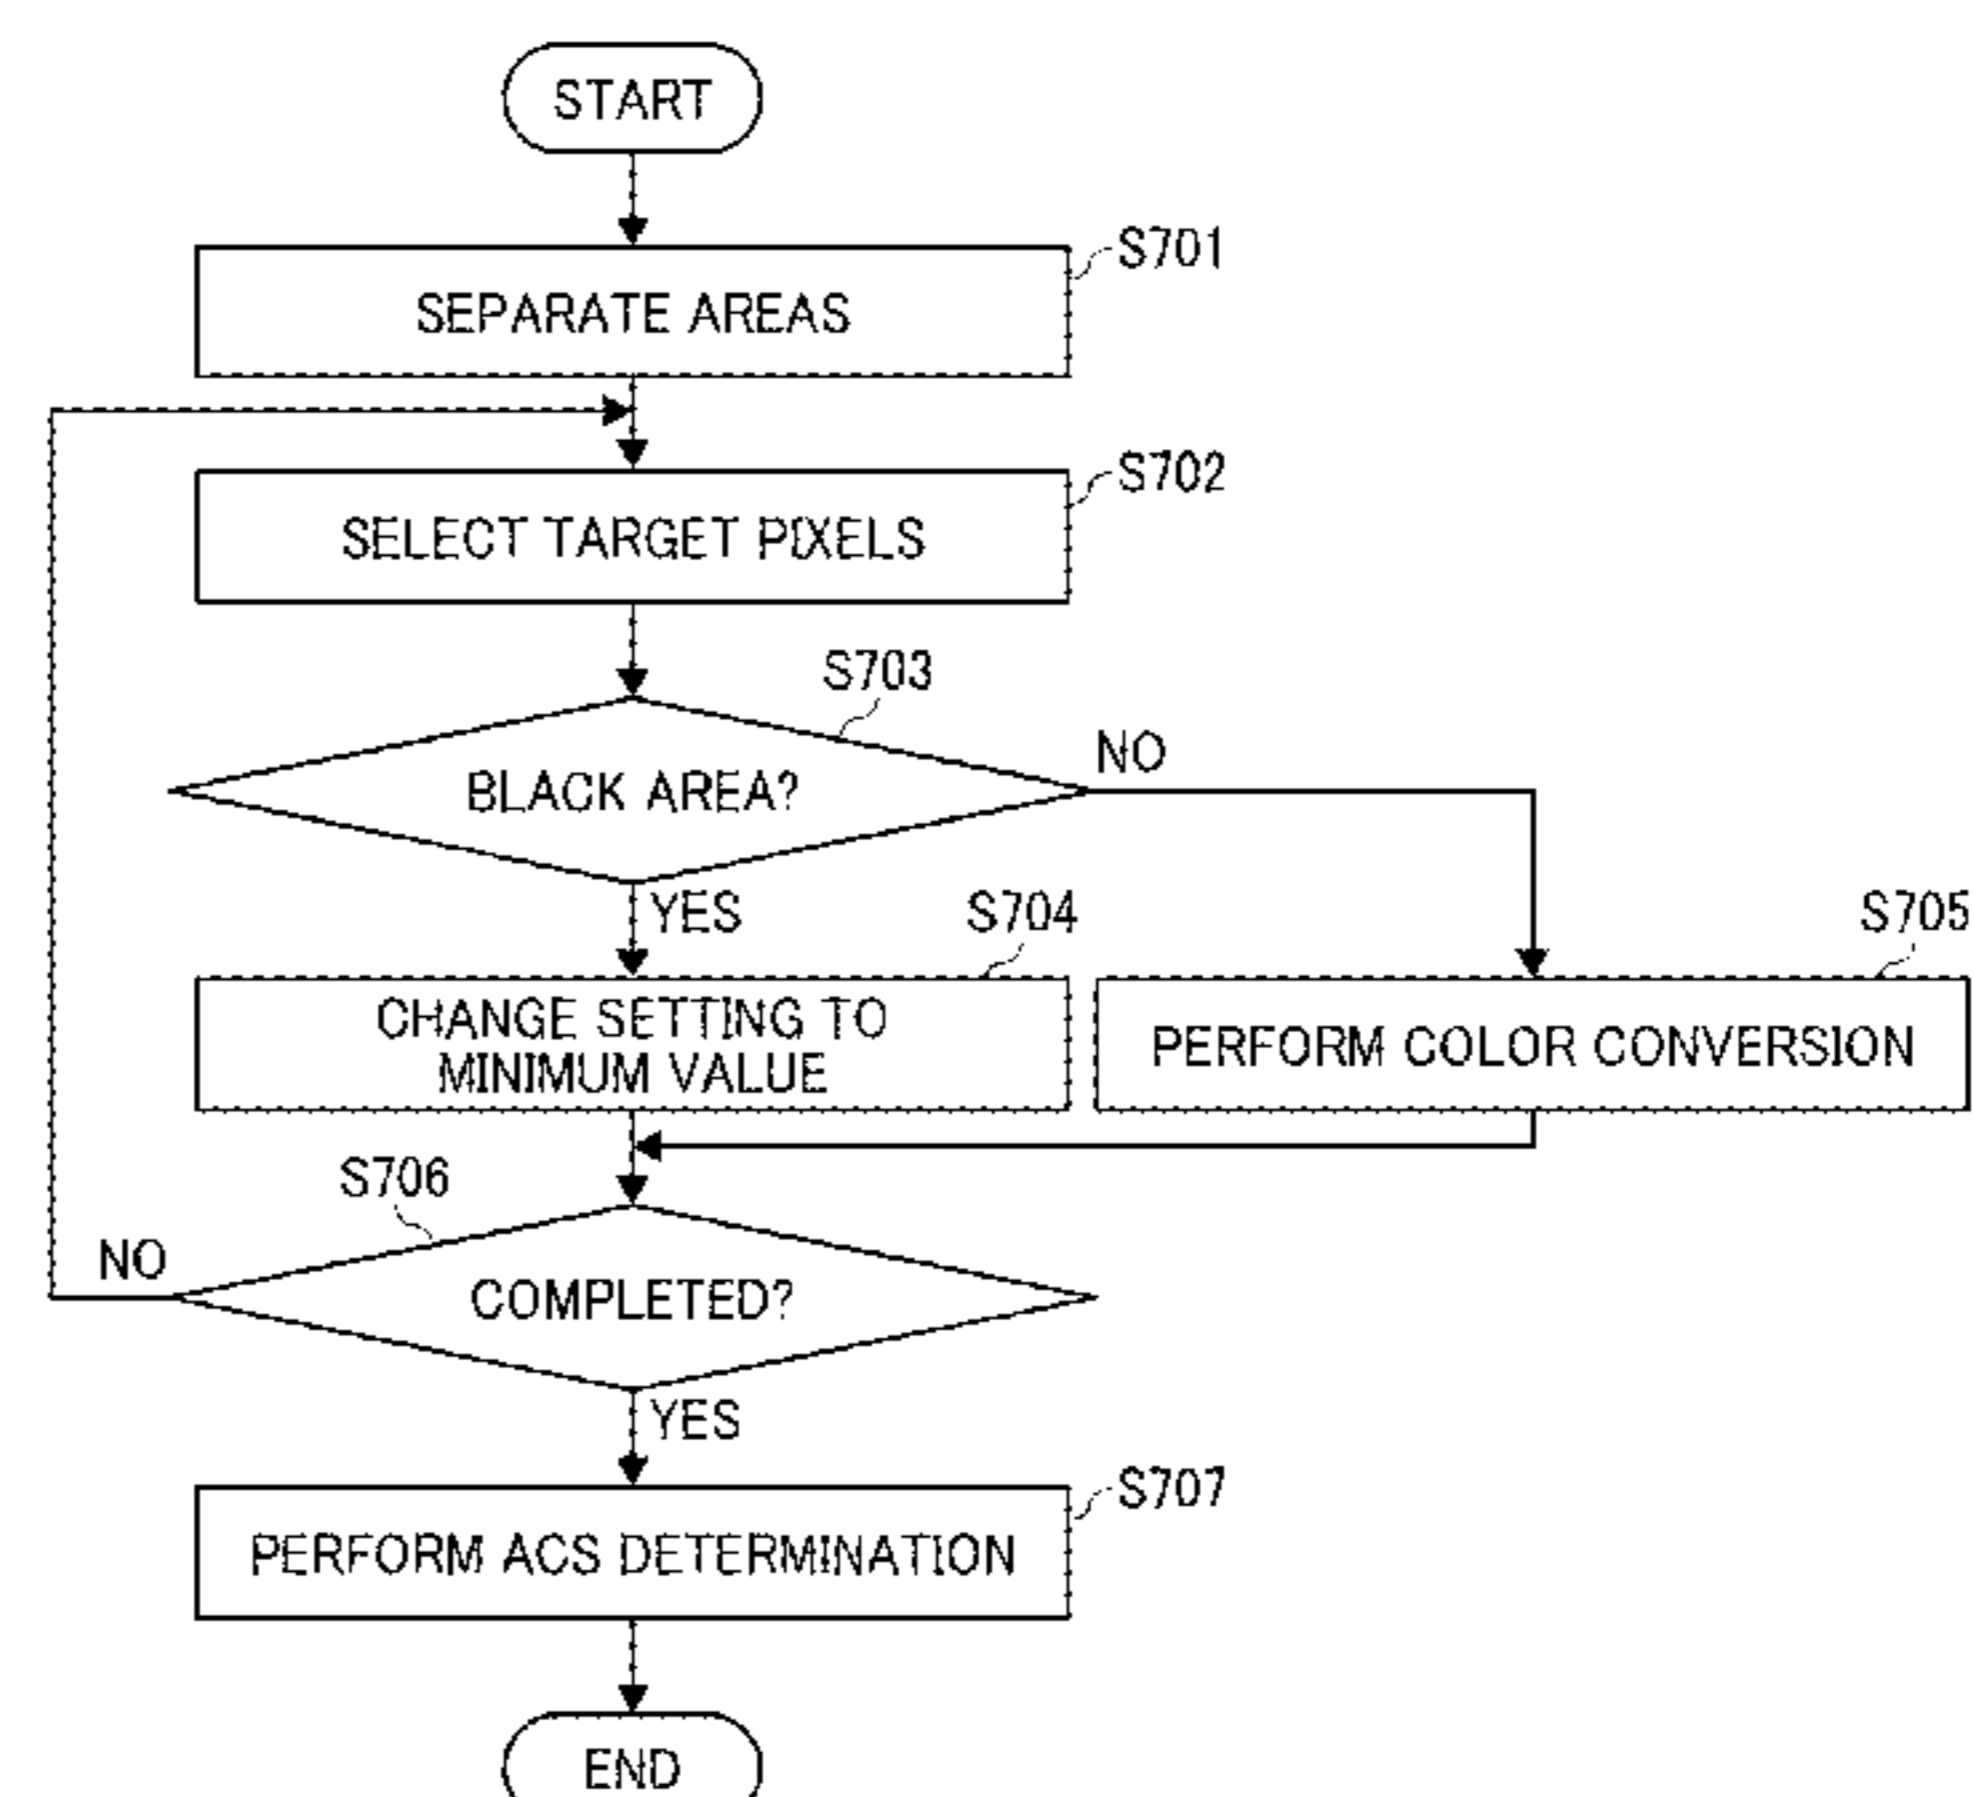 START
S701
SEPARATE AREAS
S702
SELECT TARGET PIXELS
S703
BLACK AREA?
NO
YES
S704
CHANGE SETTING TO
MINIMUM VALUE
S705
PERFORM COLOR CONVERSION
S706
NO
COMPLETED?
YES
S707
PERFORM ACS DETERMINATION
END